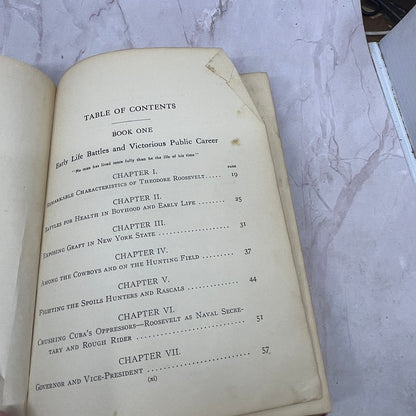 TABLE OF CONTENTS
BOOK ONE
Early Life Battles and Victorious Public Career
"No man has lived more fully than he the life of his time"
CHAPTER I. PAGE
REMARKABLE CHARACTERISTICS OF THEODORE ROOSEVELT..... 19
CHAPTER II.
BATTLES FOR HEALTH IN BOYHOOD AND EARLY LIFE...... 25
CHAPTER III.
EXPOSING GRAFT IN NEW YORK STATE.................... 31
CHAPTER IV.
AMONG THE COWBOYS AND ON THE HUNTING FIELD......... 37
CHAPTER V.
FIGHTING THE SPOILS HUNTERS AND RASCALS............ 44
CHAPTER VI.
CRUSHING CUBA'S OPPRESSORS—ROOSEVELT AS NAVAL SECRE-
TARY AND ROUGH RIDER ........................... 51
CHAPTER VII.
GOVERNOR AND VICE-PRESIDENT ....................... 57
(xi)